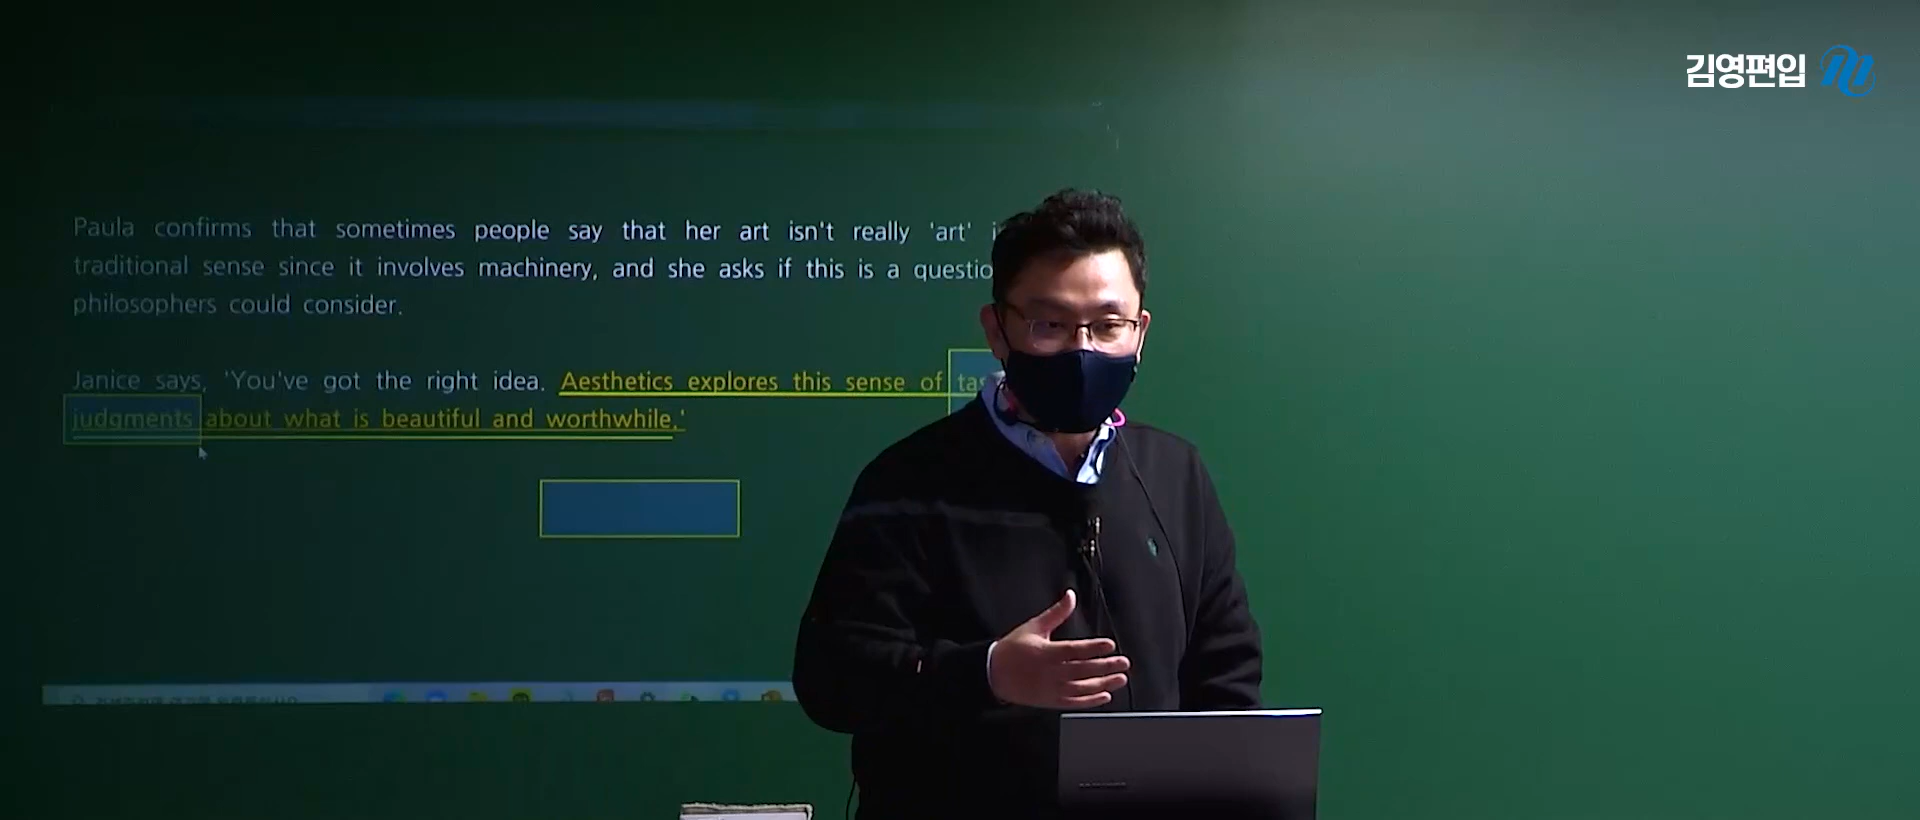 김영편입
Paula confirms that sometimes people say that her art isn't really 'art'
traditional sense since it involves machinery, and she asks if this is a
philosophers could consider.
Janice says, 'You've got the right idea. Aesthetics explores this sense of
judgments about what is beautiful and worthwhile.'